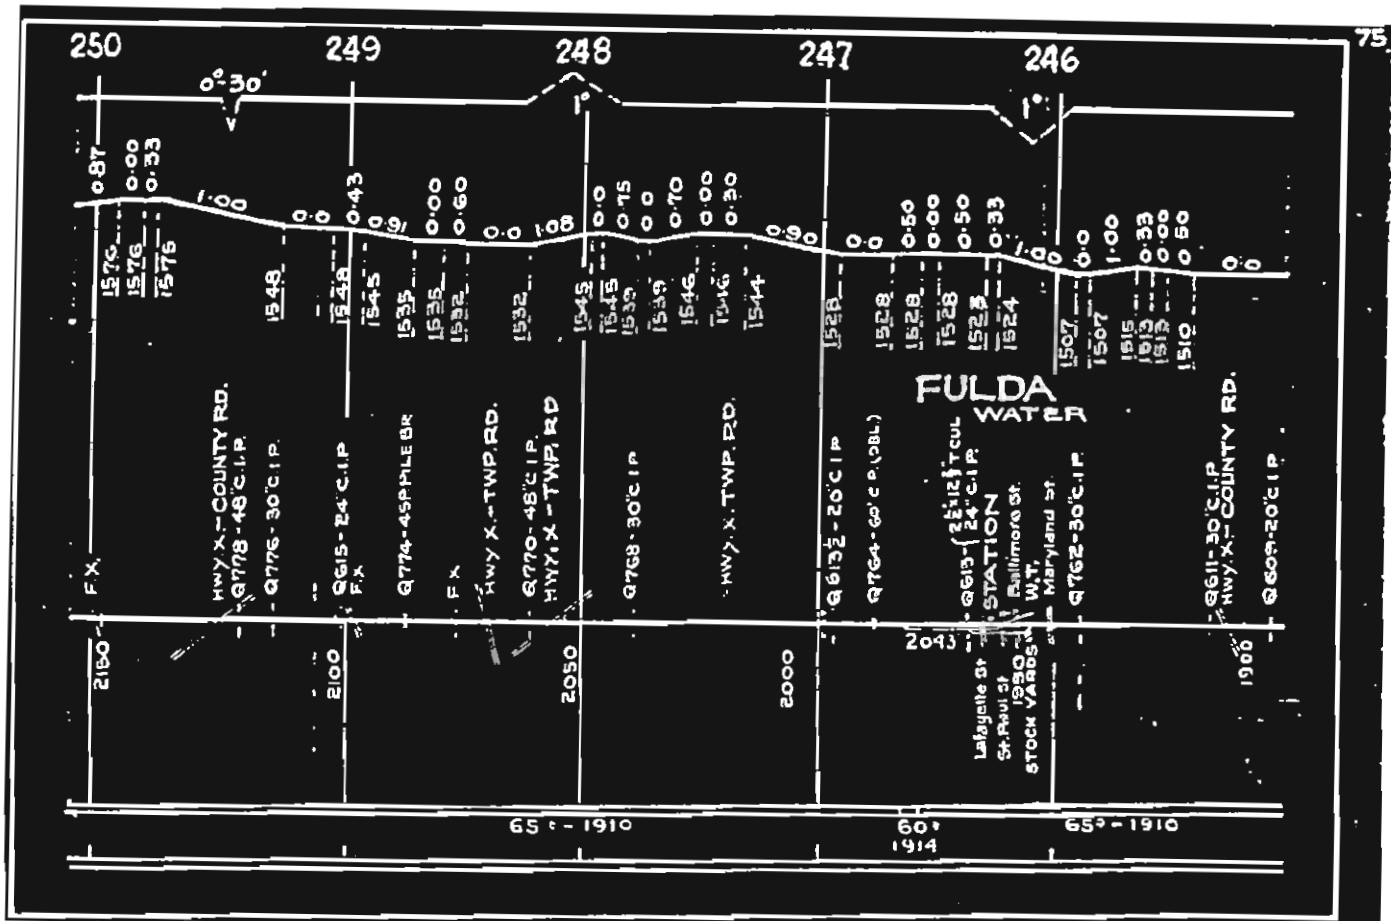 75
250 249 248 247 246
0°30' 1° 1°
0.87 0.00 0.33 1.00 0.0 0.43 0.91 0.00 0.60 0.0 1.08 0.0 0.75 0.0 0.70 0.00 0.30 0.90 0.0 0.50 0.00 0.50 0.33 1.00 0.0 1.00 0.33 0.00 0.50 0.0
1576 1576 1575 1548 1548 1545 1535 1535 1532 1532 1545 1545 1539 1539 1546 1546 1544 1528 1528 1528 1528 1523 1524 1507 1507 1515 1513 1513 1510
FULDA
WATER
F.X.
HWY.X.-COUNTY RD.
Q778-48"C.I.P.
Q776-30"C.I.P.
Q615-24"C.I.P
F.X
Q774-45PPILEBR
F.X
HWY X.-TWP.RD.
Q770-48"C.I.P.
HWY.X-TWP.RD
Q768-30"C I P
HWY.X.TWP.RD.
Q613½-20"C I P
Q764-60"C P.(DBL.)
24"C.I.P.
STATION
Baltimore St.
W.T.
Maryland St.
Q762-30"C.I.P.
Q611-30"C.I.P
HWY.X-COUNTY RD.
Q609-20"C I P
2150
2100
2050
2000
2043
Lafayette St
St.Paul St
1950
STOCK YARDS
1900
65 - 1910
60
1914
65 - 1910